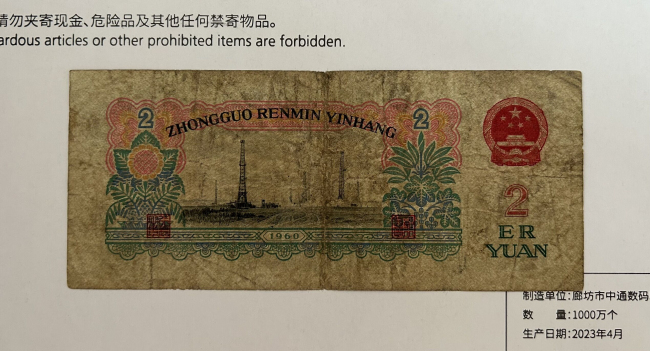 请勿夹寄现金、危险品及其他任何禁寄物品。
ardous articles or other prohibited items are forbidden.
2
2
ZHONGGUO RENMIN YINHANG
1960
2
ER
YUAN
制造单位:廊坊市中通数码
数 量:1000万个
生产日期:2023年4月